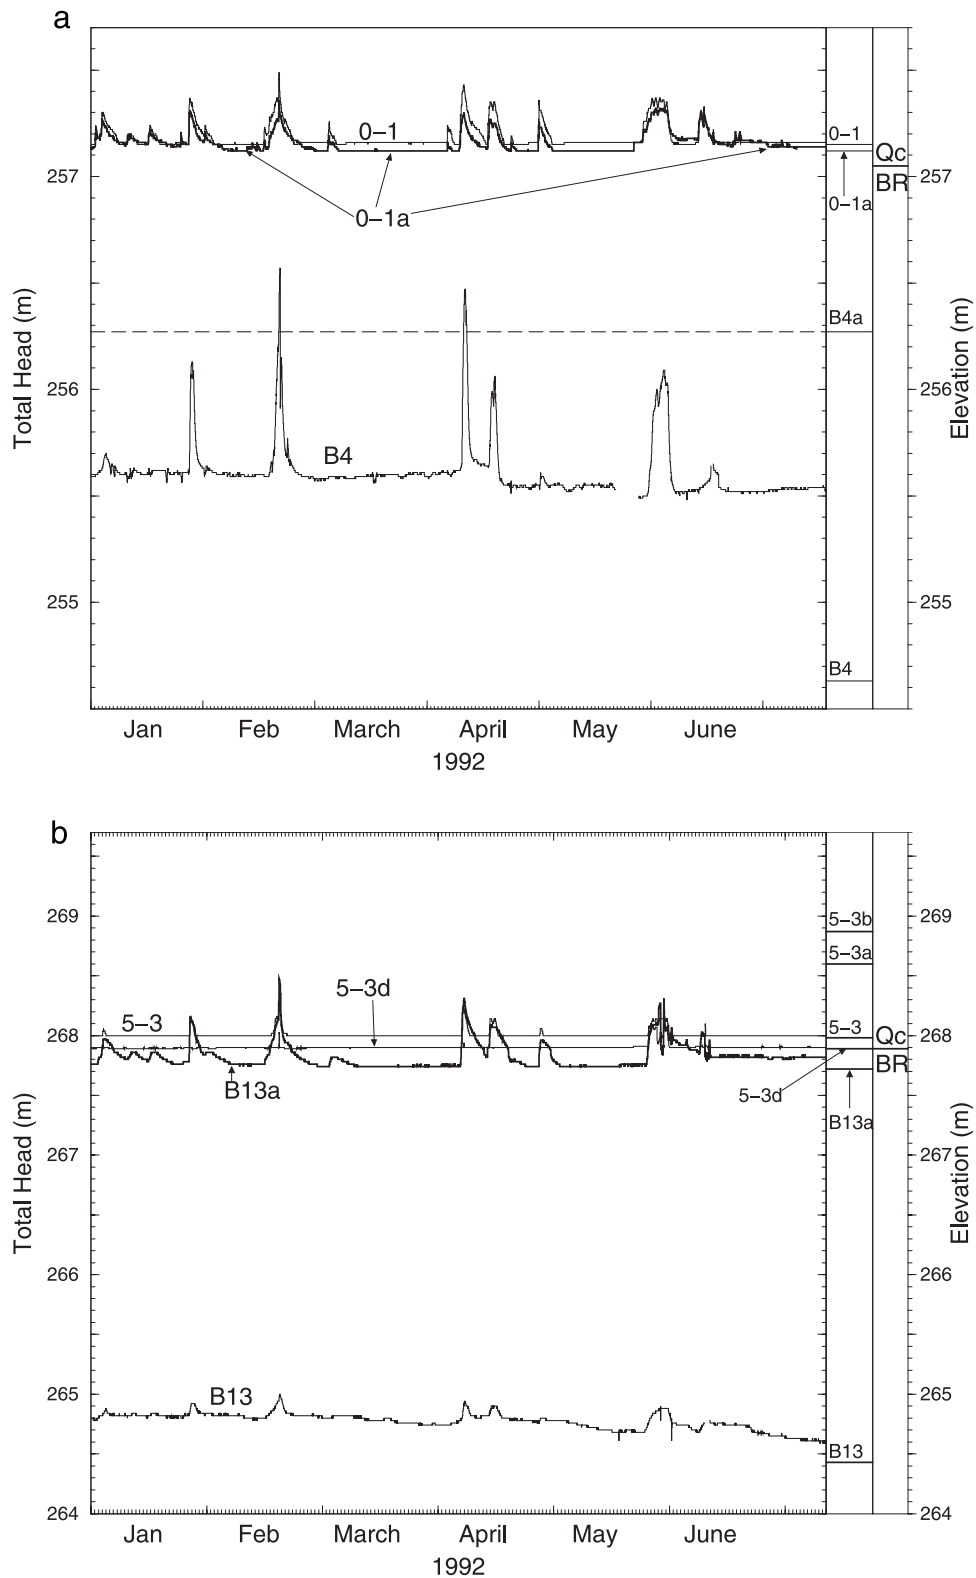 a
0–1
0–1
Qc
257
257
BR
0–1a
0–1a
Total Head (m)
Elevation (m)
B4a
256
256
B4
255
255
B4
Jan Feb March April May June
1992
b
269
269
5–3b
5–3a
5–3d
5–3
5–3
268
268
Qc
BR
B13a
5–3d
B13a
Total Head (m)
Elevation (m)
267
267
266
266
265
265
B13
B13
264
264
Jan Feb March April May June
1992